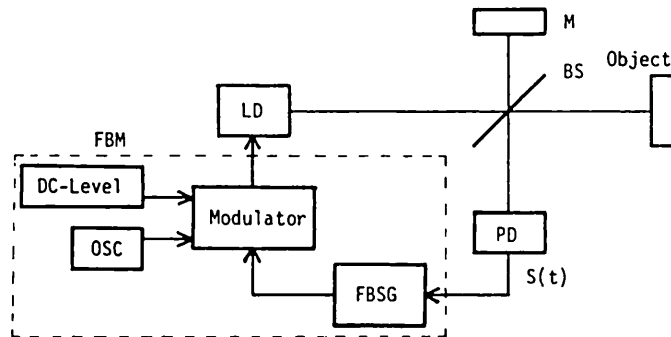 M
Object
BS
LD
FBM
DC-Level
Modulator
OSC
PD
S(t)
FBSG